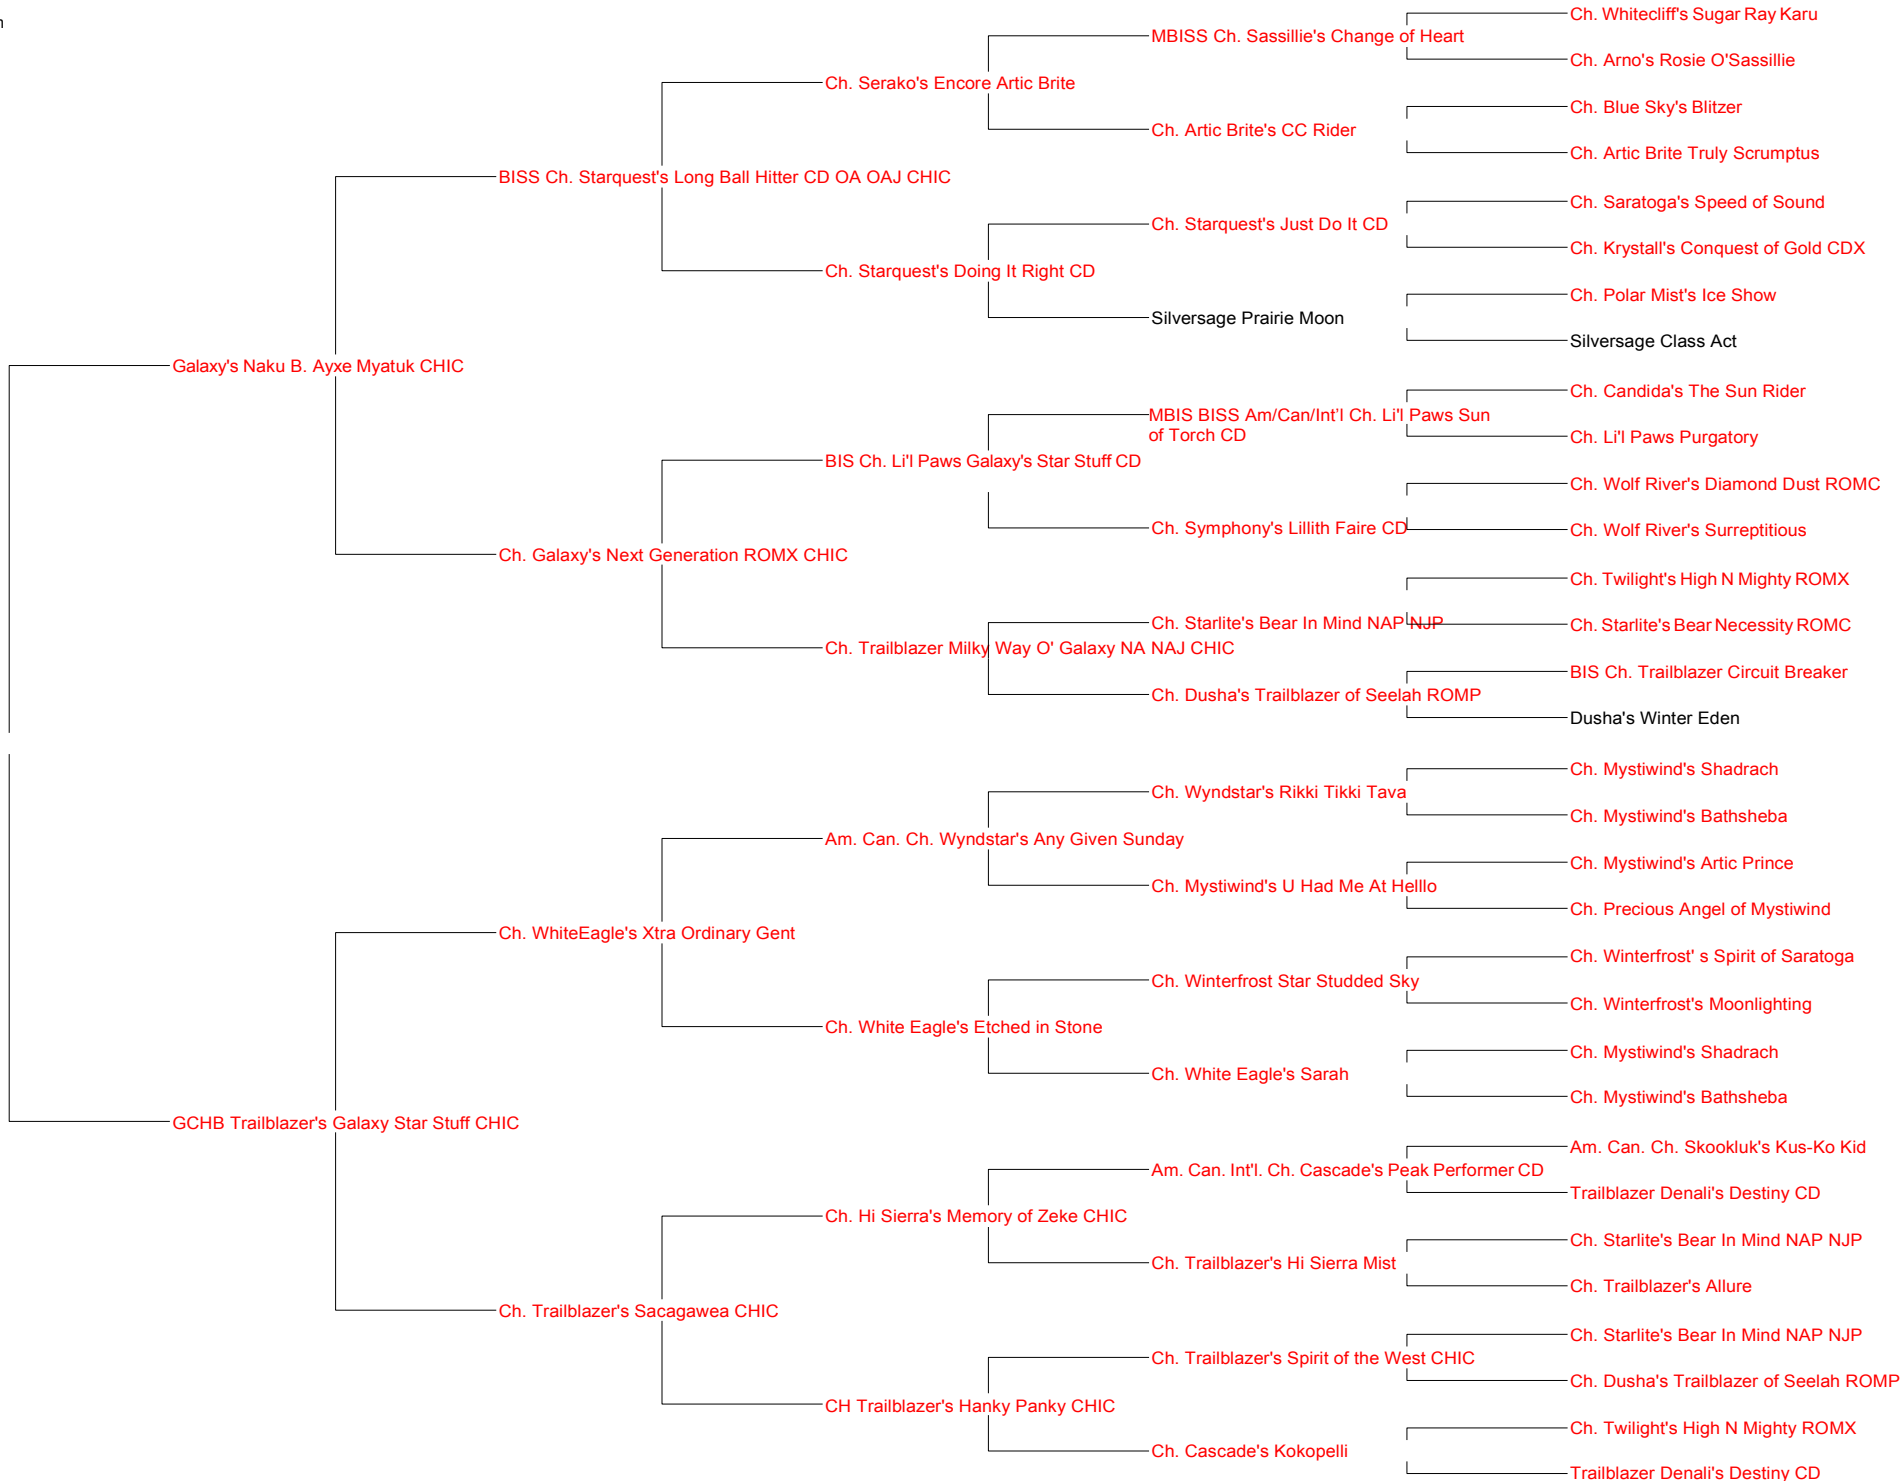 n
Ch. Whitecliff's Sugar Ray Karu
MBISS Ch. Sassillie's Change of Heart
Ch. Arno's Rosie O'Sassillie
Ch. Serako's Encore Artic Brite
Ch. Blue Sky's Blitzer
Ch. Artic Brite's CC Rider
Ch. Artic Brite Truly Scrumptus
BISS Ch. Starquest's Long Ball Hitter CD OA OAJ CHIC
Ch. Saratoga's Speed of Sound
Ch. Starquest's Just Do It CD
Ch. Krystall's Conquest of Gold CDX
Ch. Starquest's Doing It Right CD
Ch. Polar Mist's Ice Show
Silversage Prairie Moon
Silversage Class Act
Galaxy's Naku B. Ayxe Myatuk CHIC
Ch. Candida's The Sun Rider
MBIS BISS Am/Can/Int’l Ch. Li'l Paws Sun
of Torch CD
Ch. Li'l Paws Purgatory
BIS Ch. Li'l Paws Galaxy's Star Stuff CD
Ch. Wolf River's Diamond Dust ROMC
Ch. Symphony's Lillith Faire CD
Ch. Wolf River's Surreptitious
Ch. Galaxy's Next Generation ROMX CHIC
Ch. Twilight's High N Mighty ROMX
Ch. Starlite's Bear In Mind NAP NJP
Ch. Starlite's Bear Necessity ROMC
Ch. Trailblazer Milky Way O' Galaxy NA NAJ CHIC
BIS Ch. Trailblazer Circuit Breaker
Ch. Dusha's Trailblazer of Seelah ROMP
Dusha's Winter Eden
Ch. Mystiwind's Shadrach
Ch. Wyndstar's Rikki Tikki Tava
Ch. Mystiwind's Bathsheba
Am. Can. Ch. Wyndstar's Any Given Sunday
Ch. Mystiwind's Artic Prince
Ch. Mystiwind's U Had Me At Helllo
Ch. Precious Angel of Mystiwind
Ch. WhiteEagle's Xtra Ordinary Gent
Ch. Winterfrost' s Spirit of Saratoga
Ch. Winterfrost Star Studded Sky
Ch. Winterfrost's Moonlighting
Ch. White Eagle's Etched in Stone
Ch. Mystiwind's Shadrach
Ch. White Eagle's Sarah
Ch. Mystiwind's Bathsheba
GCHB Trailblazer's Galaxy Star Stuff CHIC
Am. Can. Ch. Skookluk's Kus-Ko Kid
Am. Can. Int'l. Ch. Cascade's Peak Performer CD
Trailblazer Denali's Destiny CD
Ch. Hi Sierra's Memory of Zeke CHIC
Ch. Starlite's Bear In Mind NAP NJP
Ch. Trailblazer's Hi Sierra Mist
Ch. Trailblazer's Allure
Ch. Trailblazer's Sacagawea CHIC
Ch. Starlite's Bear In Mind NAP NJP
Ch. Trailblazer's Spirit of the West CHIC
Ch. Dusha's Trailblazer of Seelah ROMP
CH Trailblazer's Hanky Panky CHIC
Ch. Twilight's High N Mighty ROMX
Ch. Cascade's Kokopelli
Trailblazer Denali's Destiny CD